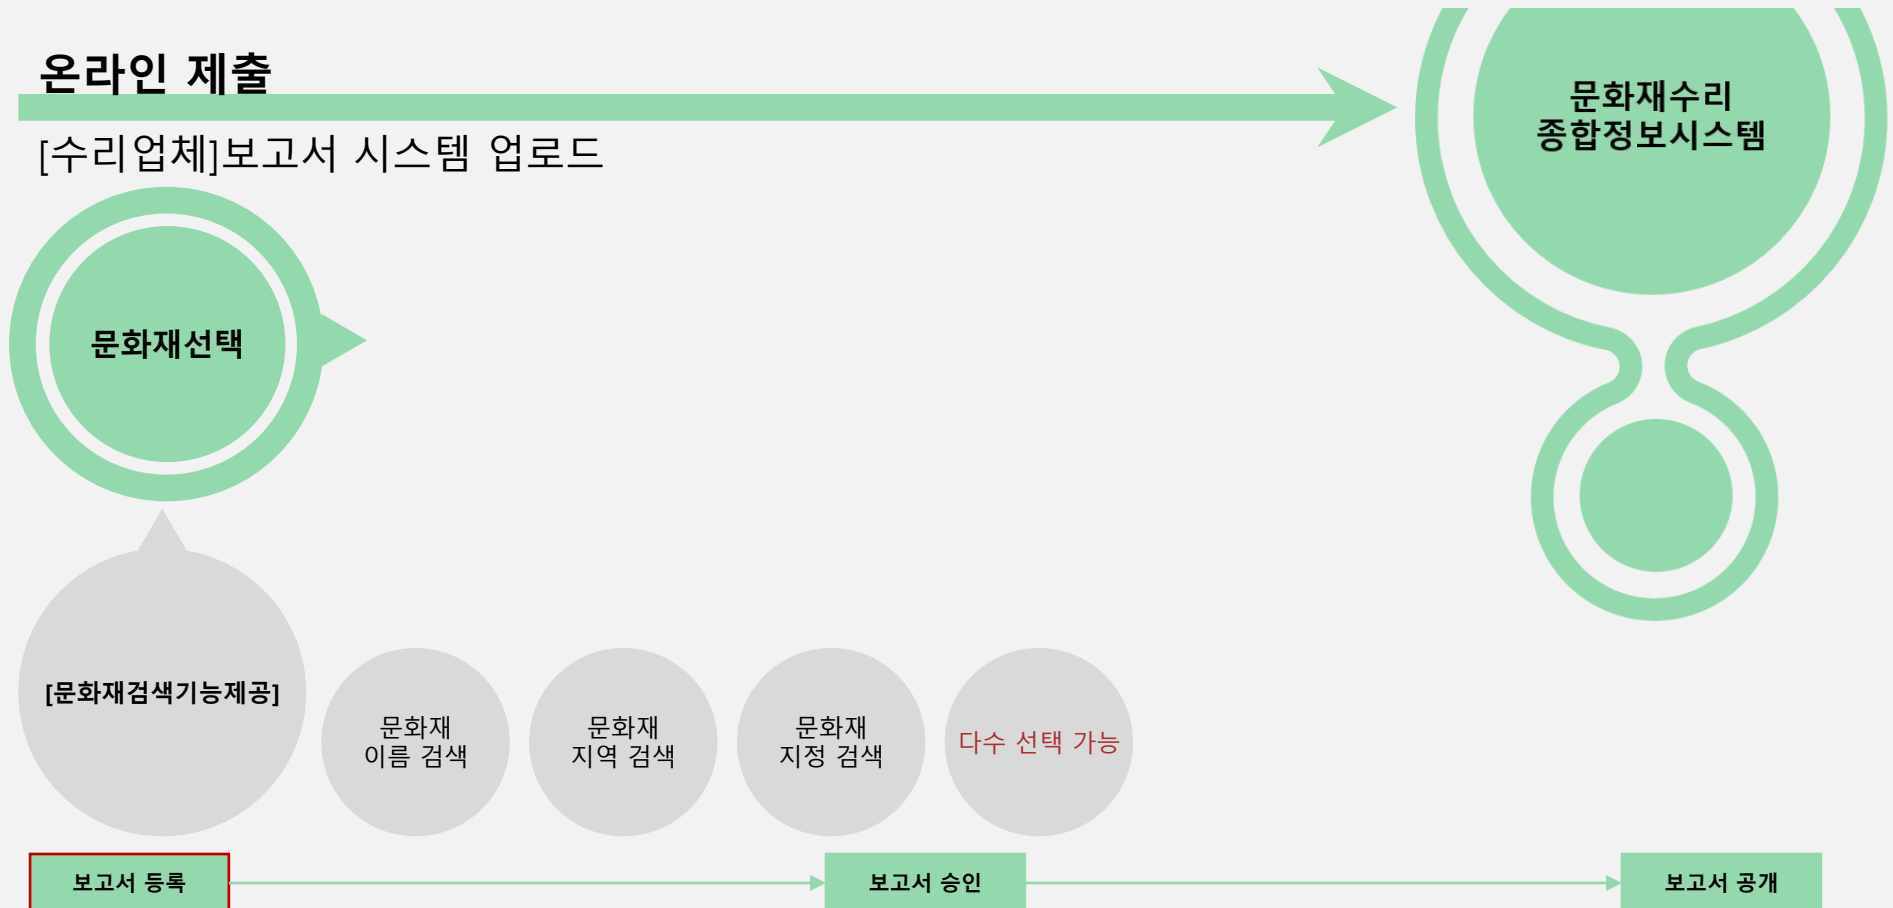 온라인 제출
[수리업체]보고서 시스템 업로드
문화재수리
종합정보시스템
문화재선택
[문화재검색기능제공]
문화재
이름 검색
문화재
지역 검색
문화재
지정 검색
다수 선택 가능
보고서 등록
보고서 승인
보고서 공개